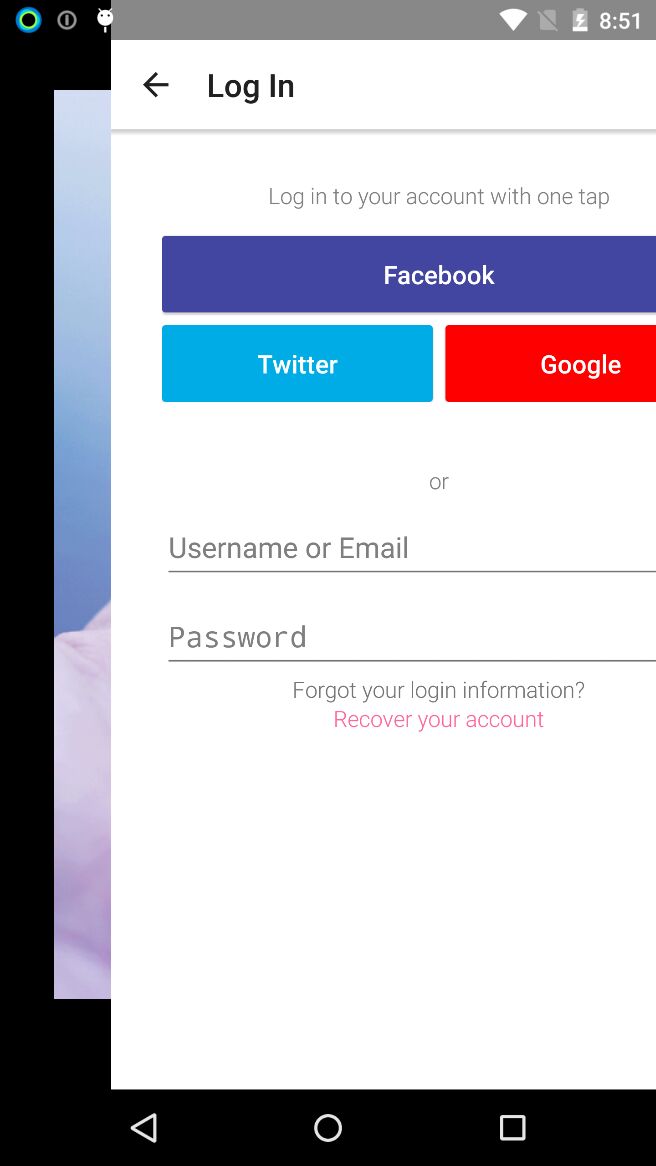 8:51
Log In
Log in to your account with one tap
Facebook
Twitter
Google
or
Username or Email
Password
Forgot your login information?
Recover your account